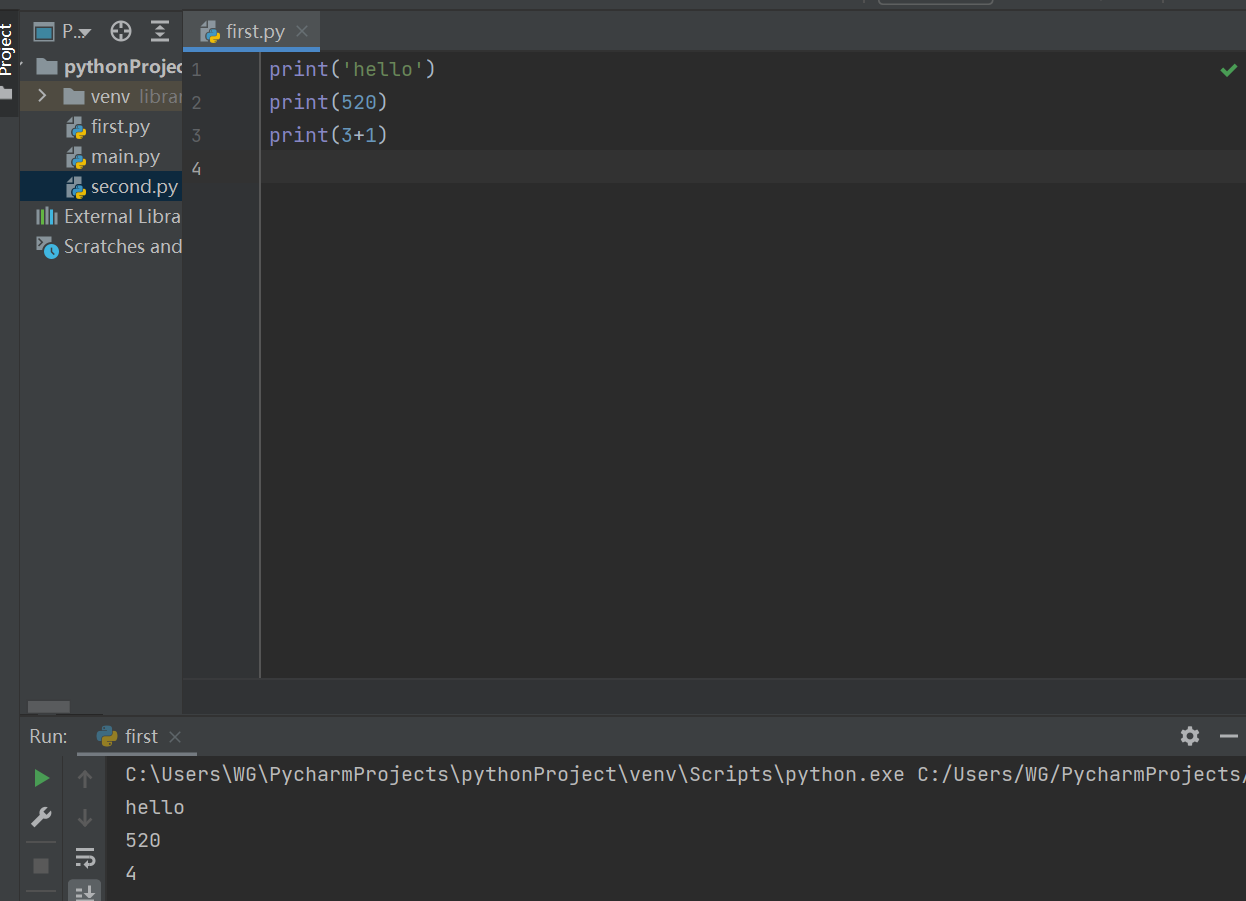 Project
P...
first.py
pythonProjec
venv librar
first.py
main.py
second.py
External Libra
Scratches and
1 print('hello')
2 print(520)
3 print(3+1)
4
Run: first
C:\Users\WG\PycharmProjects\pythonProject\venv\Scripts\python.exe C:/Users/WG/PycharmProjects/
hello
520
4